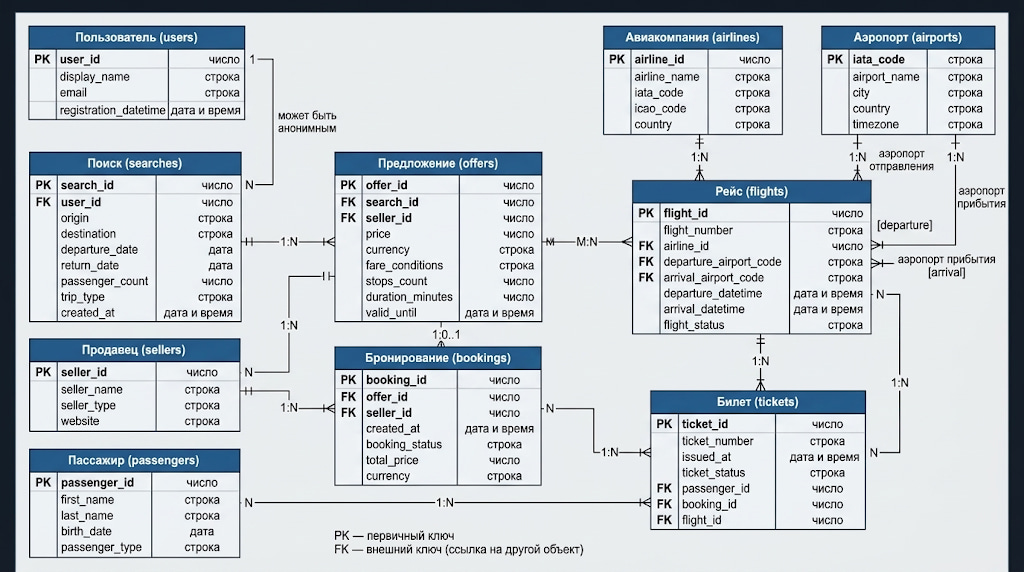 Пользователь (users)
PK user_id число
display_name строка
email строка
registration_datetime дата и время
1
может быть
анонимным
N
Авиакомпания (airlines)
PK airline_id число
airline_name строка
iata_code строка
icao_code строка
country строка
1:N
Аэропорт (airports)
PK iata_code строка
airport_name строка
city строка
country строка
timezone строка
1:N
аэропорт
отправления
1:N
аэропорт
прибытия
Поиск (searches)
PK search_id число
FK user_id число
origin строка
destination строка
departure_date дата
return_date дата
passenger_count число
trip_type строка
created_at дата и время
1:N
Предложение (offers)
PK offer_id число
FK search_id число
FK seller_id число
price число
currency строка
fare_conditions строка
stops_count число
duration_minutes число
valid_until дата и время
M:N
Рейс (flights)
PK flight_id число
flight_number строка
FK airline_id число
FK departure_airport_code строка
FK arrival_airport_code строка
departure_datetime дата и время
arrival_datetime дата и время
flight_status строка
[departure]
аэропорт прибытия
[arrival]
N
1:N
1:N
1:0..1
Продавец (sellers)
PK seller_id число
seller_name строка
seller_type строка
website строка
N
1:N
1:N
Бронирование (bookings)
PK booking_id число
FK offer_id число
FK seller_id число
created_at дата и время
booking_status строка
total_price число
currency строка
N
1:N
Билет (tickets)
PK ticket_id число
ticket_number строка
issued_at дата и время
ticket_status строка
FK passenger_id число
FK booking_id число
FK flight_id число
N
Пассажир (passengers)
PK passenger_id число
first_name строка
last_name строка
birth_date дата
passenger_type строка
N
1:N
PK — первичный ключ
FK — внешний ключ (ссылка на другой объект)